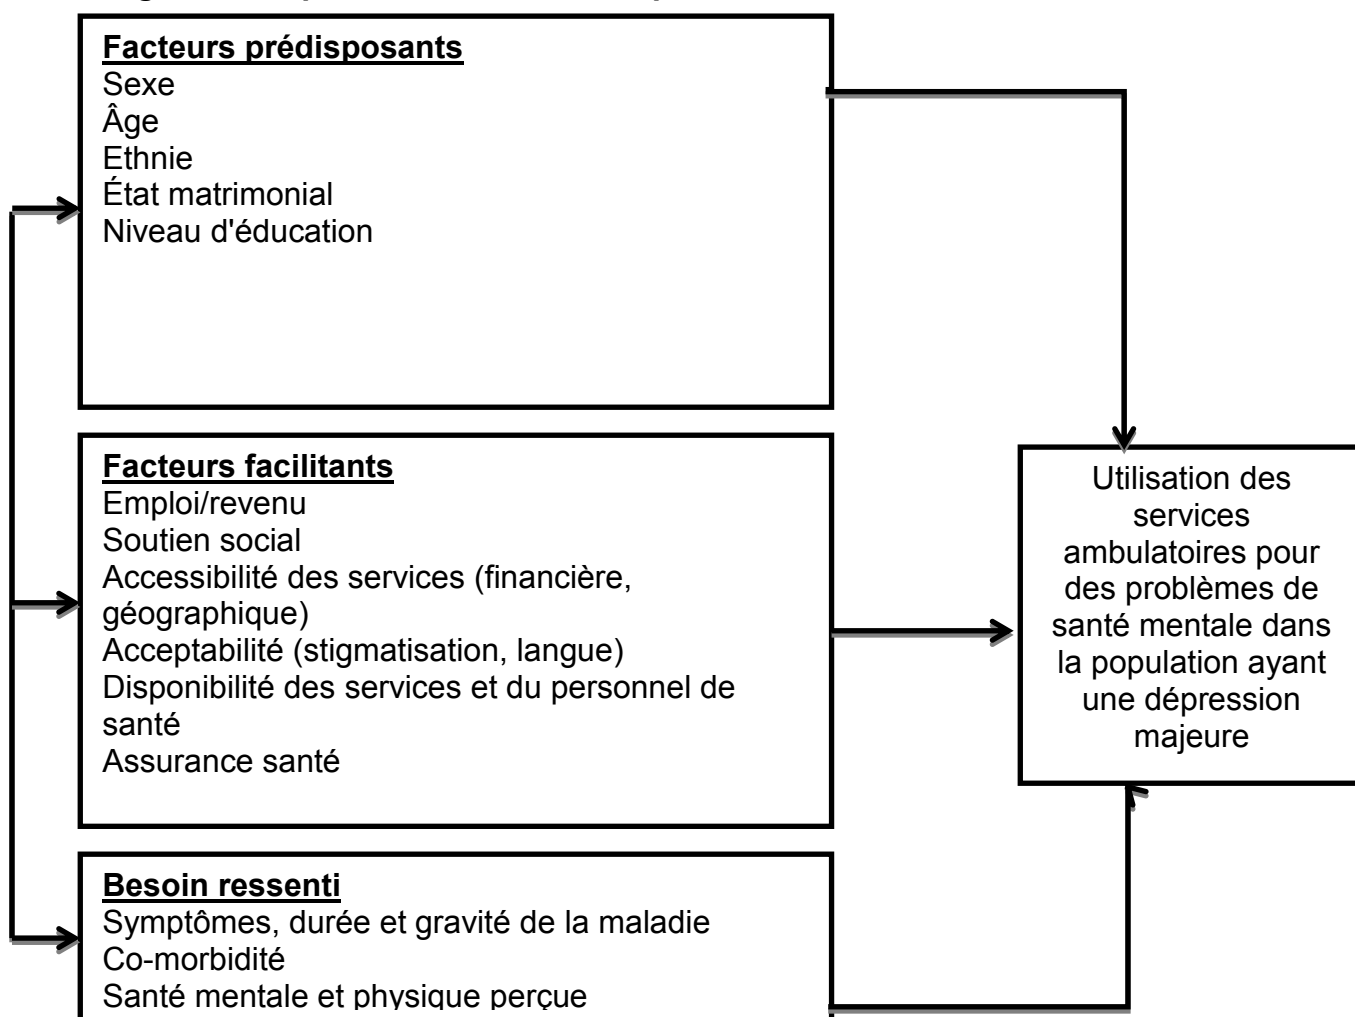 Facteurs prédisposants
Sexe
Âge
Ethnie
État matrimonial
Niveau d'éducation
Facteurs facilitants
Emploi/revenu
Soutien social
Accessibilité des services (financière,
géographique)
Acceptabilité (stigmatisation, langue)
Disponibilité des services et du personnel de
santé
Assurance santé
Besoin ressenti
Symptômes, durée et gravité de la maladie
Co-morbidité
Santé mentale et physique perçue
Utilisation des
services
ambulatoires pour
des problèmes de
santé mentale dans
la population ayant
une dépression
majeure